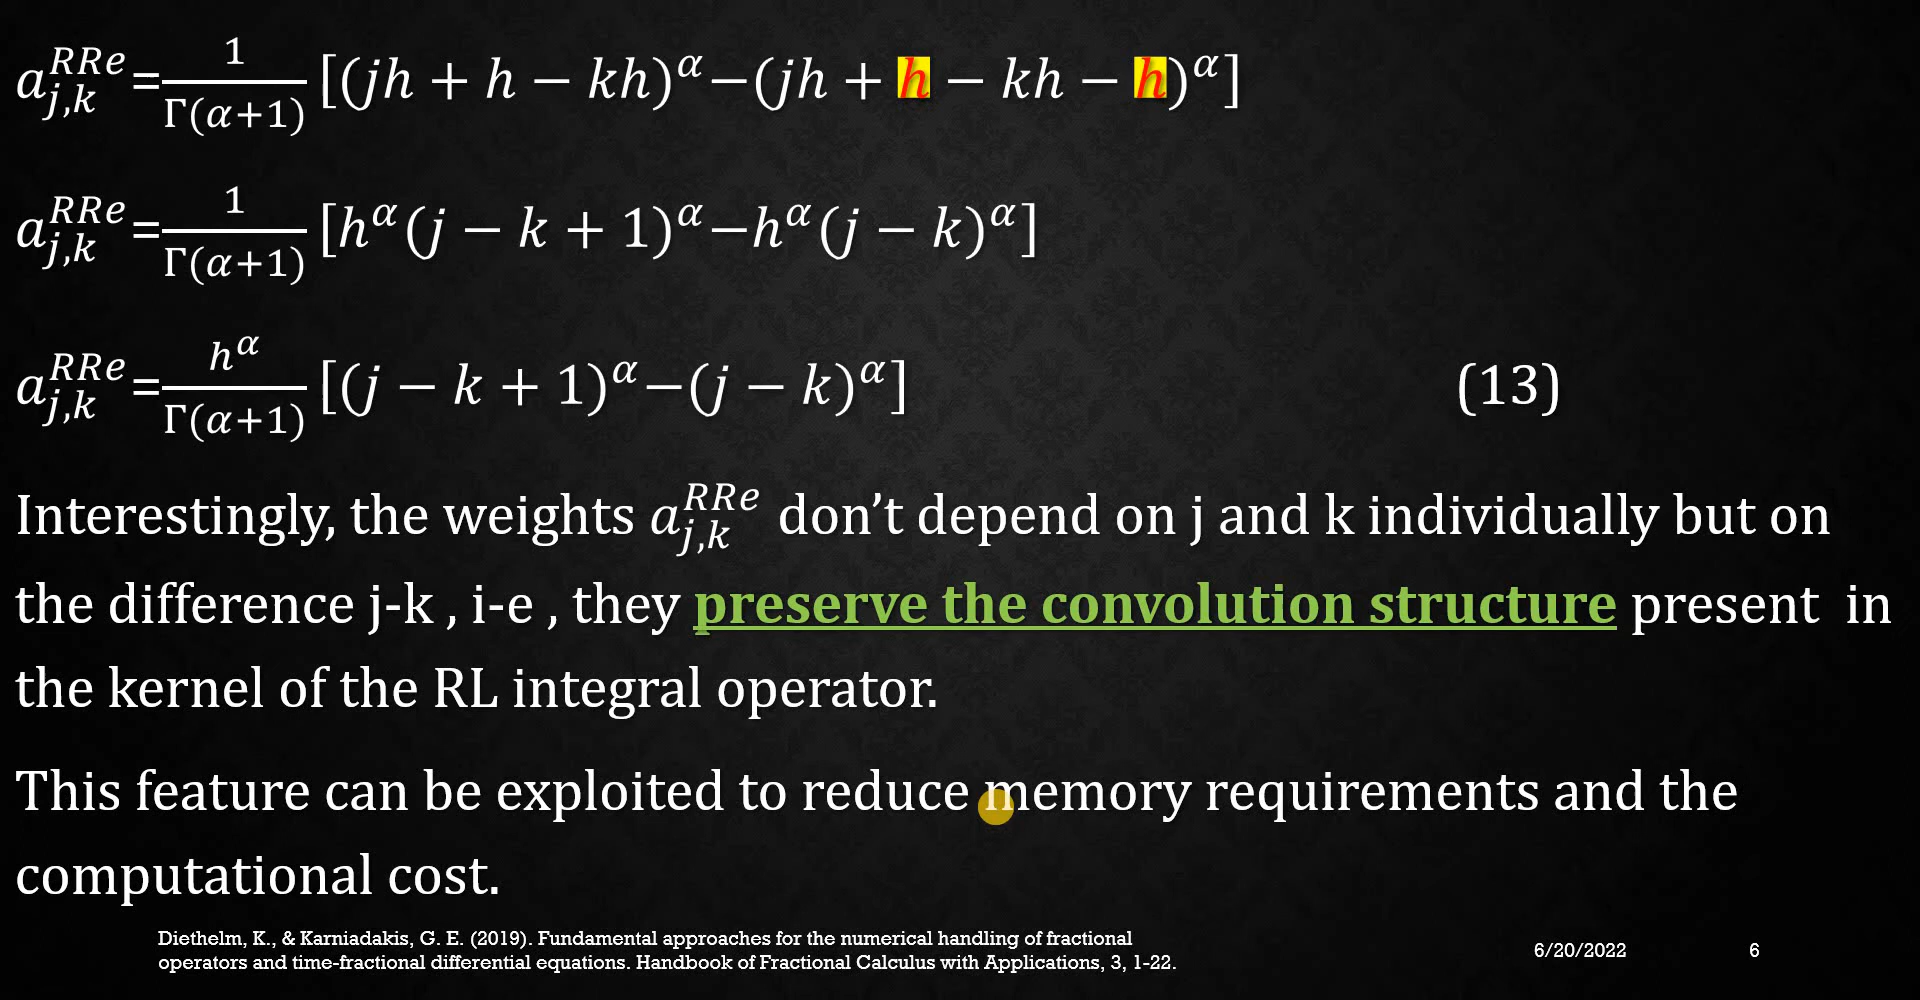 a_{j,k}^{RRe}=\frac{1}{Γ(α+1)}[(jh + h − kh)^α−(jh + h − kh − h)^α]
a_{j,k}^{RRe}=\frac{1}{Γ(α+1)}[h^α(j − k + 1)^α−h^α(j − k)^α]
a_{j,k}^{RRe}=\frac{h^α}{Γ(α+1)}[(j − k + 1)^α−(j − k)^α] (13)
Interestingly, the weights a_{j,k}^{RRe} don’t depend on j and k individually but on
the difference j-k , i-e , they preserve the convolution structure present in
the kernel of the RL integral operator.
This feature can be exploited to reduce memory requirements and the
computational cost.
Diethelm, K., & Karniadakis, G. E. (2019). Fundamental approaches for the numerical handling of fractional
operators and time-fractional differential equations. Handbook of Fractional Calculus with Applications, 3, 1-22.
6/20/2022 6